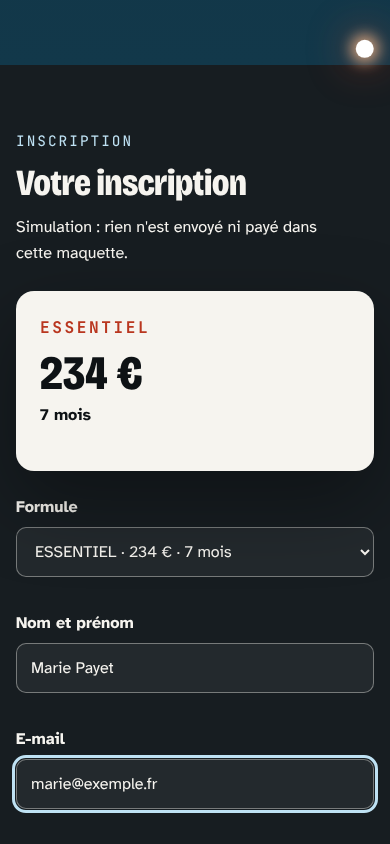 INSCRIPTION
Votre inscription
Simulation : rien n'est envoyé ni payé dans
cette maquette.
ESSENTIEL
234 €
7 mois
Formule
ESSENTIEL · 234 € · 7 mois
Nom et prénom
Marie Payet
E-mail
marie@exemple.fr